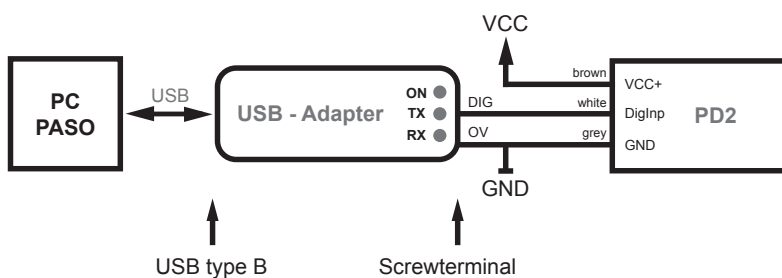 PC
PASO
USB
USB - Adapter
ON
TX
RX
DIG
OV
VCC
brown
white
grey
VCC+
DigInp
GND
PD2
GND
USB type B
Screwterminal